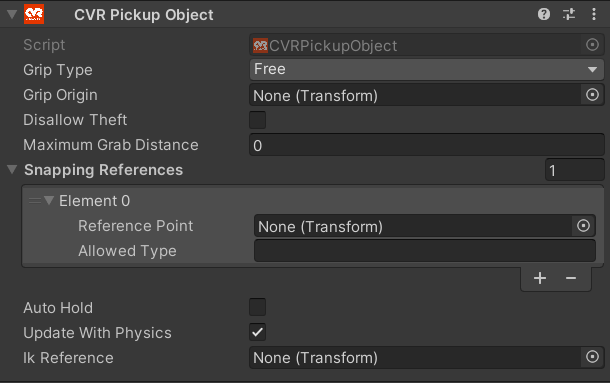 CVR Pickup Object
Script CVRPickupObject
Grip Type Free
Grip Origin None (Transform)
Disallow Theft
Maximum Grab Distance 0
Snapping References 1
Element 0
Reference Point None (Transform)
Allowed Type
Auto Hold
Update With Physics
Ik Reference None (Transform)